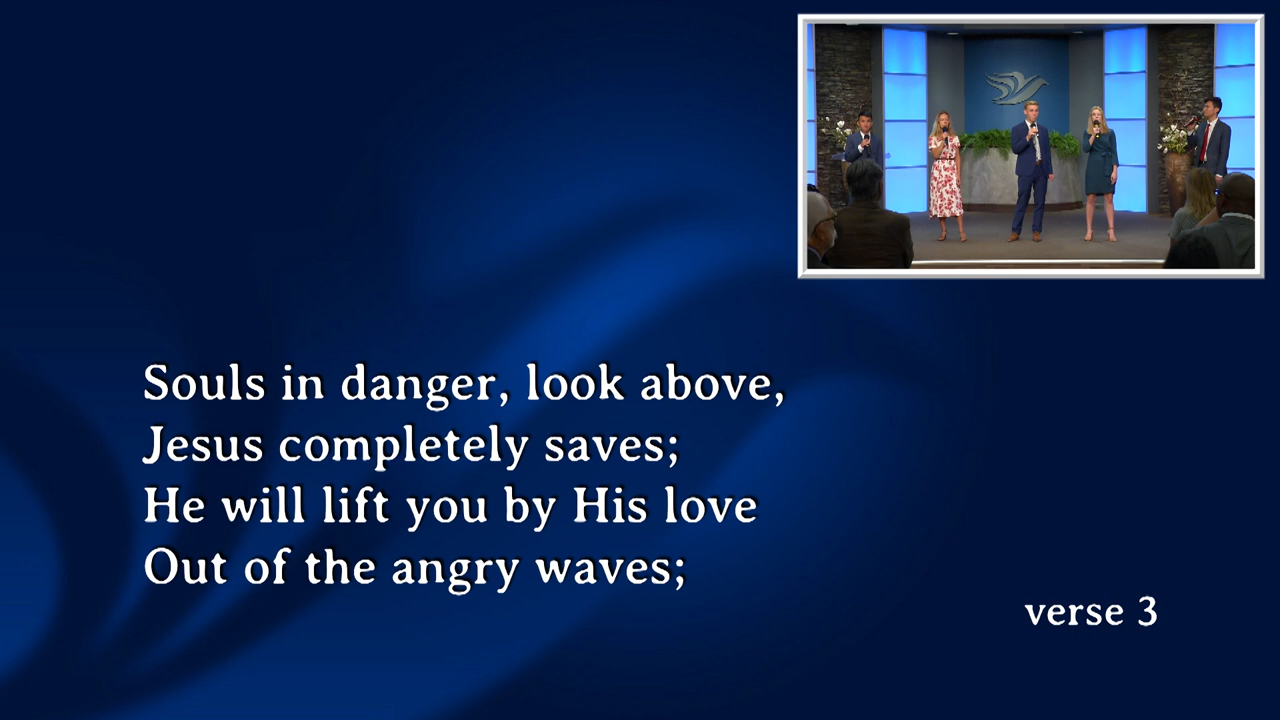 Souls in danger, look above,
Jesus completely saves;
He will lift you by His love
Out of the angry waves;
verse 3